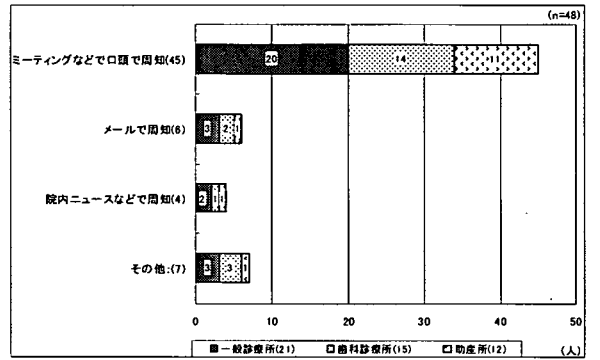 (n=48)
ミーティングなどで口頭で周知(45)
20 14 11
メールで周知(6)
3 2 1
院内ニュースなどで周知(4)
2 1 1
その他:(7)
3 3 1
0 10 20 30 40 50
(人)
■一般診療所(21) □歯科診療所(15) □助産所(12)